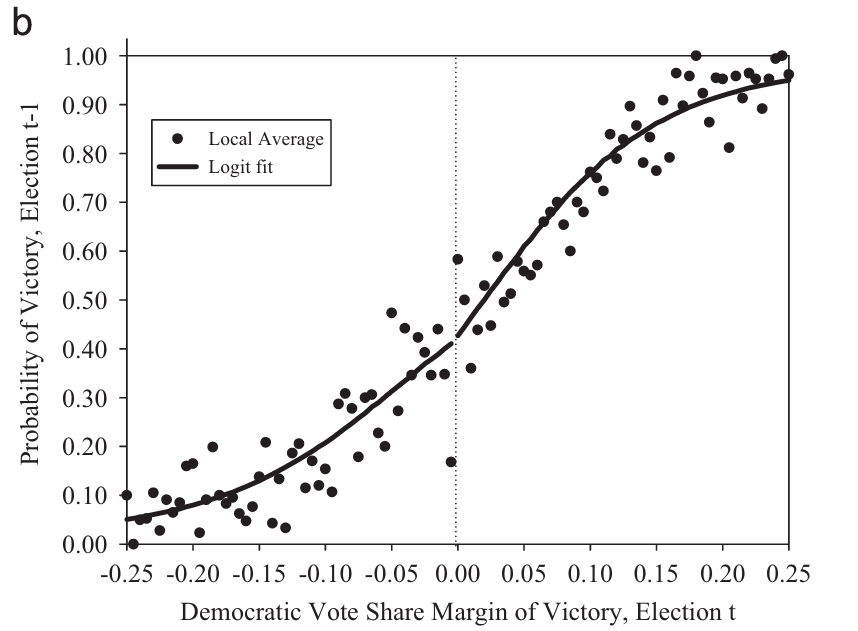 b
Probability of Victory, Election t-1
1.00
0.90
0.80
0.70
0.60
0.50
0.40
0.30
0.20
0.10
0.00
Local Average
Logit fit
-0.25 -0.20 -0.15 -0.10 -0.05 0.00 0.05 0.10 0.15 0.20 0.25
Democratic Vote Share Margin of Victory, Election t